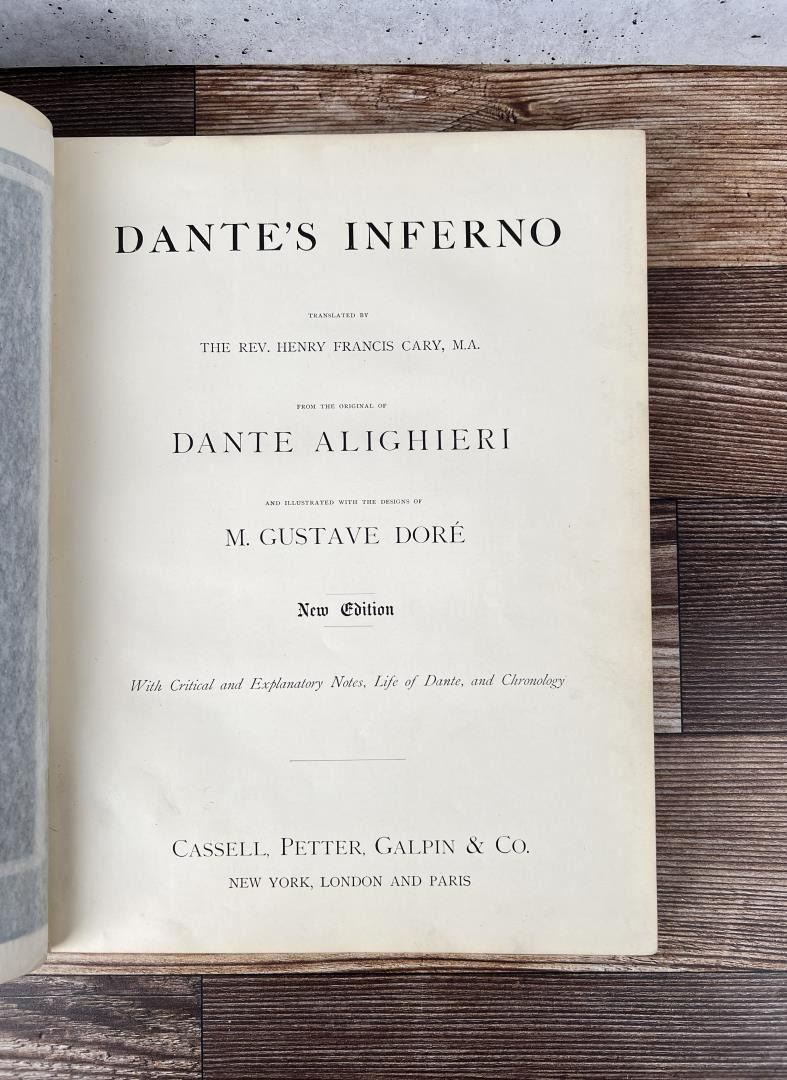 DANTE'S INFERNO
TRANSLATED BY
THE REV. HENRY FRANCIS CARY, M.A.
FROM THE ORIGINAL OF
DANTE ALIGHIERI
AND ILLUSTRATED WITH THE DESIGNS OF
M. GUSTAVE DORÉ
New Edition
With Critical and Explanatory Notes, Life of Dante, and Chronology
CASSELL, PETTER, GALPIN & CO.
NEW YORK, LONDON AND PARIS